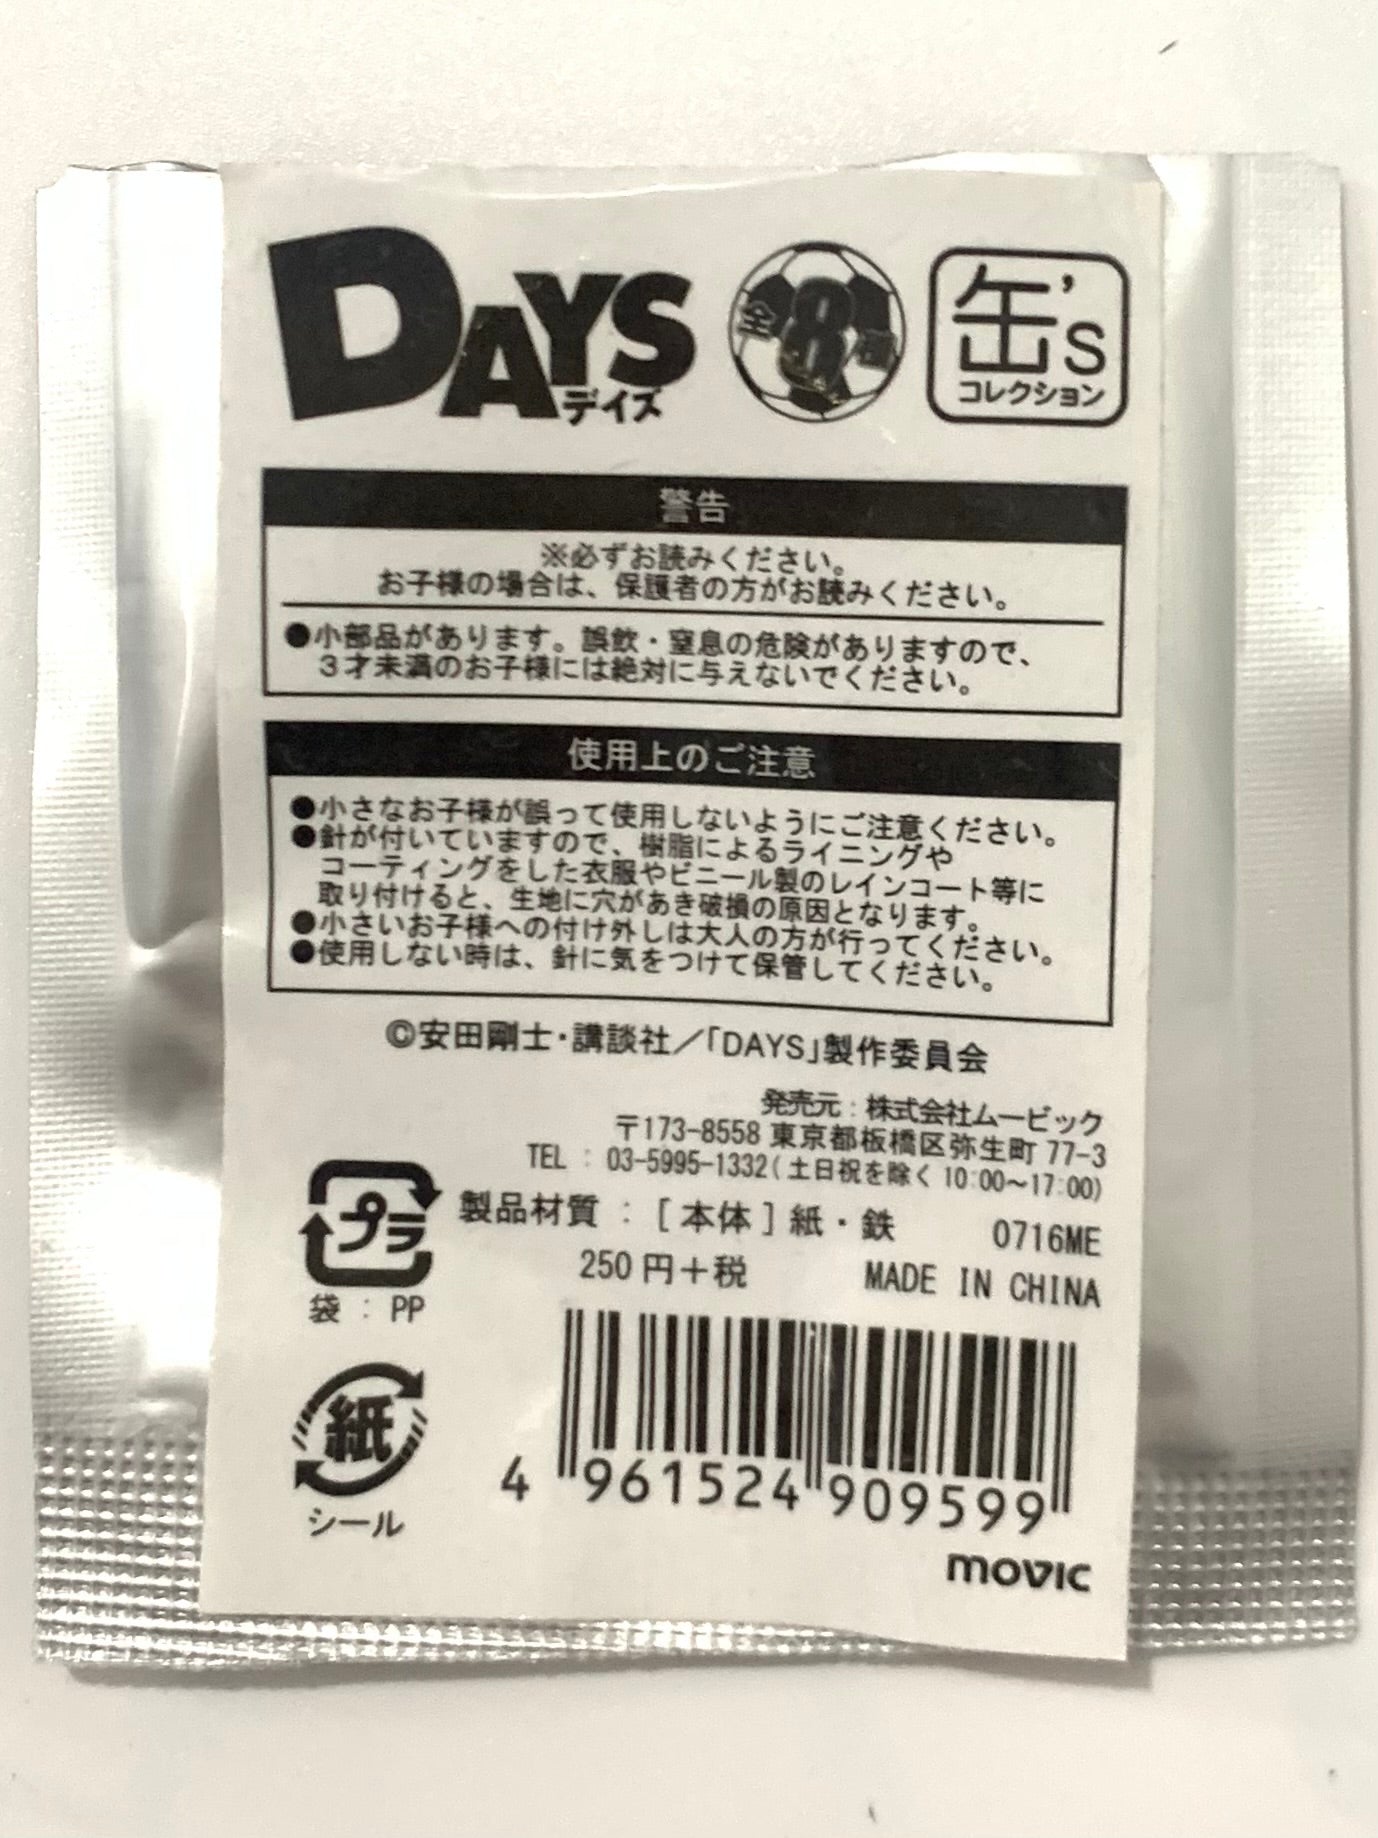 DAYS
デイズ
全8種
缶's
コレクション
警告
※必ずお読みください。
お子様の場合は、保護者の方がお読みください。
●小部品があります。誤飲・窒息の危険がありますので、
3才未満のお子様には絶対に与えないでください。
使用上のご注意
●小さなお子様が誤って使用しないようにご注意ください。
●針が付いていますので、樹脂によるライニングや
コーティングをした衣服やビニール製のレインコート等に
取り付けると、生地に穴があき破損の原因となります。
●小さいお子様への付け外しは大人の方が行ってください。
●使用しない時は、針に気をつけて保管してください。
©安田剛士・講談社／「DAYS」製作委員会
発売元：株式会社ムービック
〒173-8558 東京都板橋区弥生町 77-3
TEL：03-5995-1332(土日祝を除く 10:00～17:00)
製品材質：[本体]紙・鉄 0716ME
250円＋税 MADE IN CHINA
プラ
袋：PP
紙
シール
4 961524 909599
movic